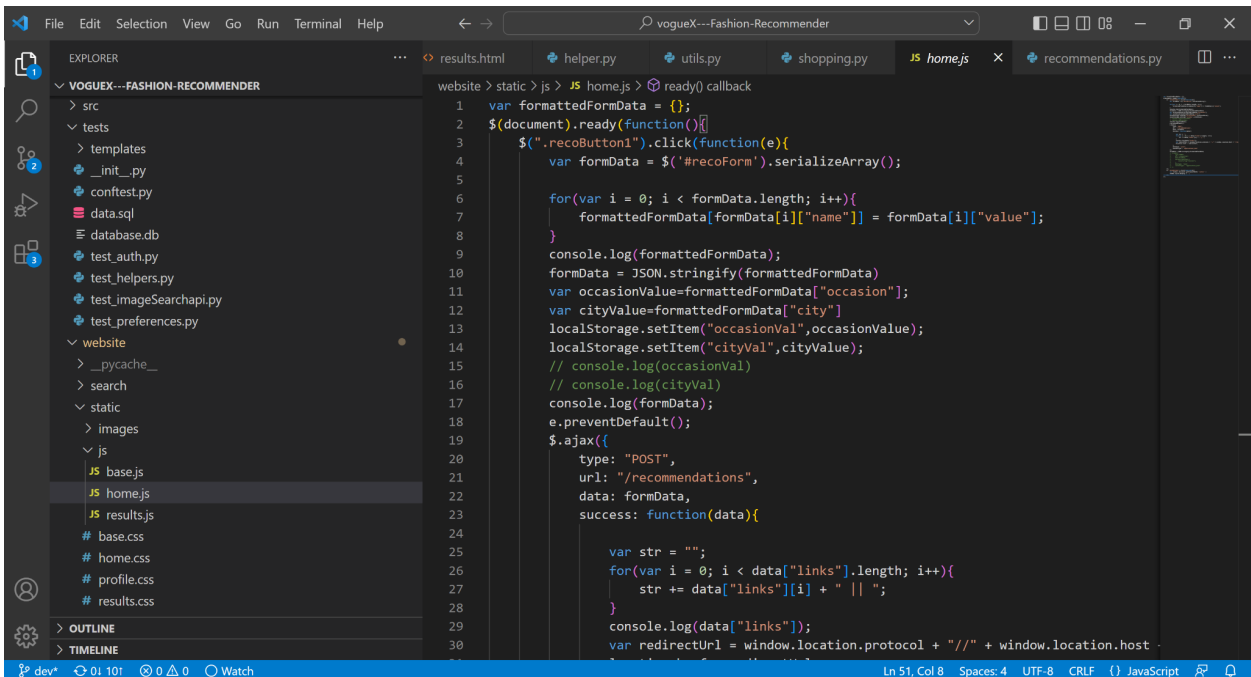 File Edit Selection View Go Run Terminal Help
vogueX---Fashion-Recommender
EXPLORER
VOGUEX---FASHION-RECOMMENDER
src
tests
templates
__init__.py
conftest.py
data.sql
database.db
test_auth.py
test_helpers.py
test_imageSearchapi.py
test_preferences.py
website
__pycache__
search
static
images
js
JS base.js
JS home.js
JS results.js
# base.css
# home.css
# profile.css
# results.css
OUTLINE
TIMELINE
1
2
3
results.html helper.py utils.py shopping.py JS home.js recommendations.py
website > static > js > JS home.js > ready() callback
1 var formattedFormData = {};
2 $(document).ready(function(){
3 $(".recoButton1").click(function(e){
4 var formData = $('#recoForm').serializeArray();
5
6 for(var i = 0; i < formData.length; i++){
7 formattedFormData[formData[i]["name"]] = formData[i]["value"];
8 }
9 console.log(formattedFormData);
10 formData = JSON.stringify(formattedFormData)
11 var occasionValue=formattedFormData["occasion"];
12 var cityValue=formattedFormData["city"]
13 localStorage.setItem("occasionVal",occasionValue);
14 localStorage.setItem("cityVal",cityValue);
15 // console.log(occasionVal)
16 // console.log(cityVal)
17 console.log(formData);
18 e.preventDefault();
19 $.ajax({
20 type: "POST",
21 url: "/recommendations",
22 data: formData,
23 success: function(data){
24
25 var str = "";
26 for(var i = 0; i < data["links"].length; i++){
27 str += data["links"][i] + " || ";
28 }
29 console.log(data["links"]);
30 var redirectUrl = window.location.protocol + "//" + window.location.host
dev* 0↓ 10↑ 0 0 Watch Ln 51, Col 8 Spaces: 4 UTF-8 CRLF {} JavaScript